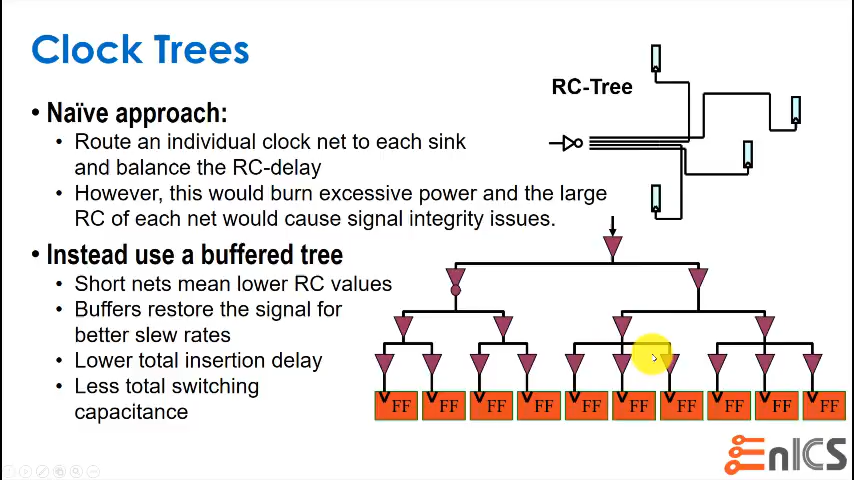 Clock Trees
• Naïve approach:
• Route an individual clock net to each sink
and balance the RC-delay
• However, this would burn excessive power and the large
RC of each net would cause signal integrity issues.
• Instead use a buffered tree
• Short nets mean lower RC values
• Buffers restore the signal for
better slew rates
• Lower total insertion delay
• Less total switching
capacitance
RC-Tree
FF FF FF FF FF FF FF FF FF FF
EnICS